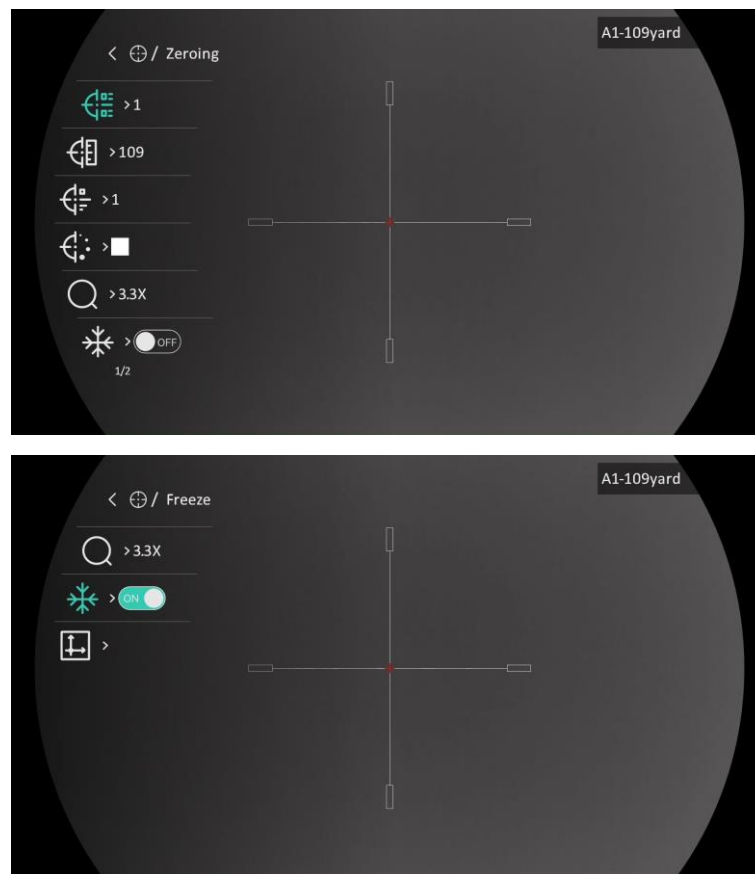 A1-109yard
< / Zeroing
>1
>109
>1
>
>3.3X
> OFF
1/2
A1-109yard
< / Freeze
>3.3X
> ON
>